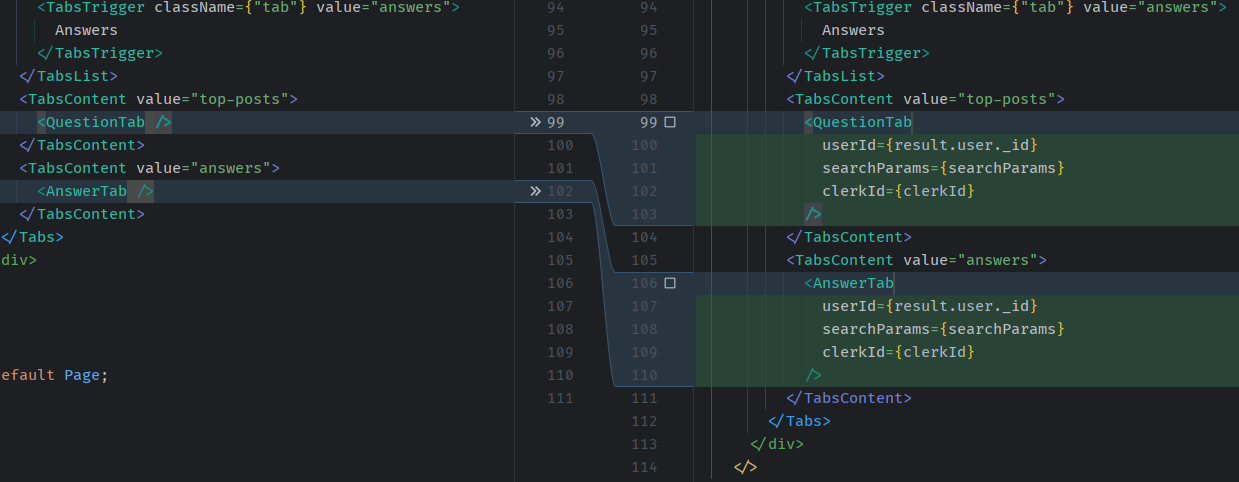 <TabsTrigger className={"tab"} value="answers"> 94 94 <TabsTrigger className={"tab"} value="answers">
Answers 95 95 Answers
</TabsTrigger> 96 96 </TabsTrigger>
</TabsList> 97 97 </TabsList>
<TabsContent value="top-posts"> 98 98 <TabsContent value="top-posts">
<QuestionTab /> » 99 99 <QuestionTab
</TabsContent> 100 100 userId={result.user._id}
<TabsContent value="answers"> 101 101 searchParams={searchParams}
<AnswerTab /> » 102 102 clerkId={clerkId}
</TabsContent> 103 103 />
</Tabs> 104 104 </TabsContent>
div> 105 105 <TabsContent value="answers">
106 106 <AnswerTab
107 107 userId={result.user._id}
108 108 searchParams={searchParams}
109 109 clerkId={clerkId}
efault Page; 110 110 />
111 111 </TabsContent>
112 </Tabs>
113 </div>
114 </>